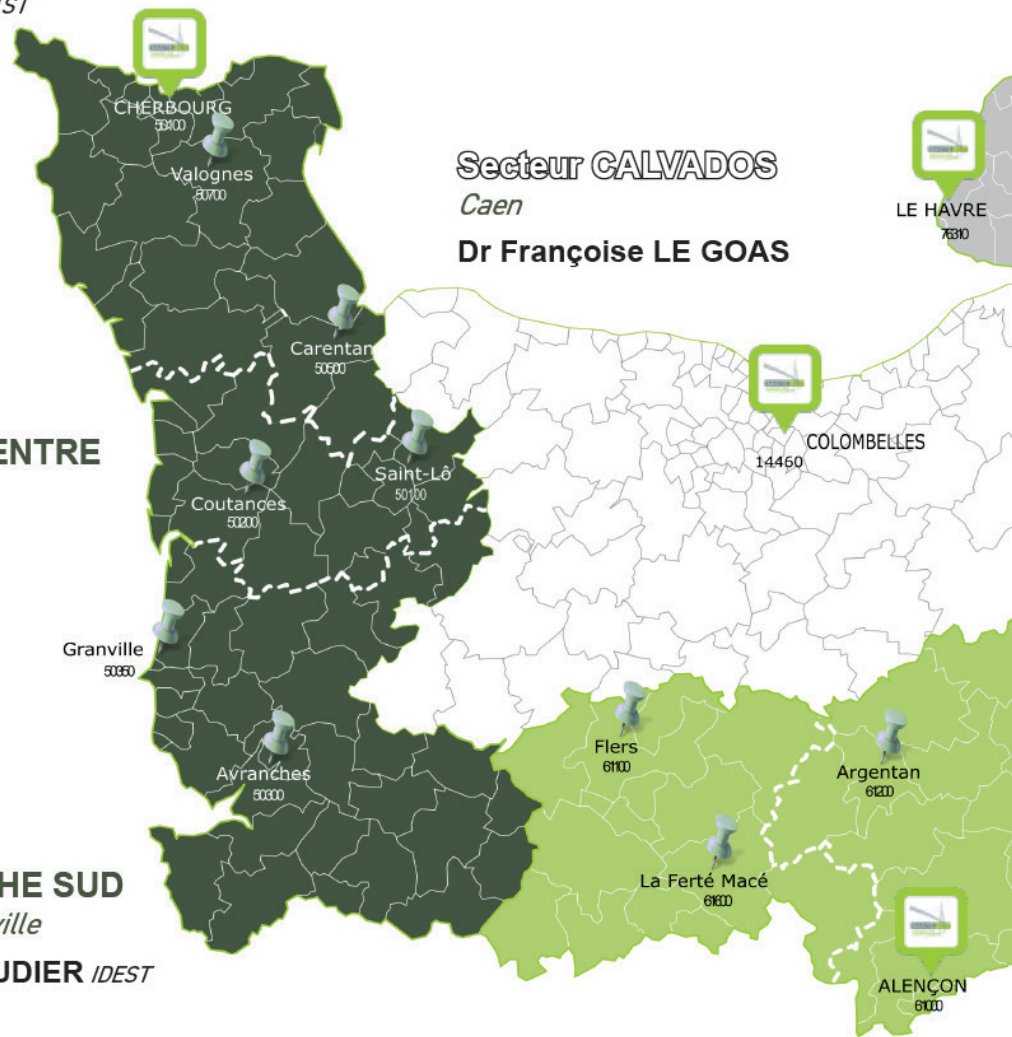 CHERBOURG
50100
Valognes
50700
Secteur CALVADOS
Caen
Dr Françoise LE GOAS
LE HAVRE
76310
Carentan
50500
COLOMBELLES
14460
ENTRE
Saint-Lô
50100
Coutances
50200
Granville
50350
Avranches
50300
Flers
61100
Argentan
61200
La Ferté Macé
61600
HE SUD
ville
UDIER IDEST
ALENÇON
61000